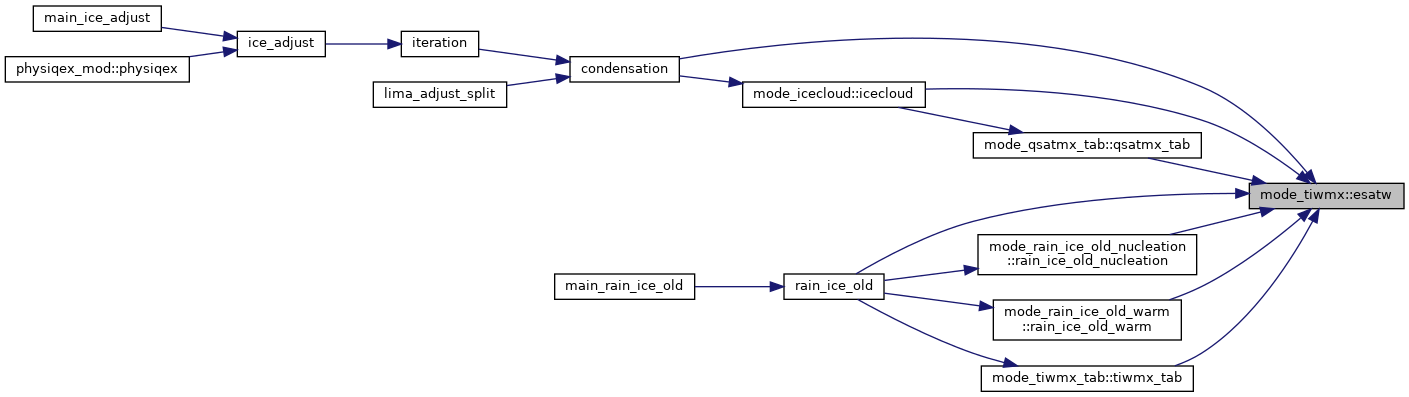 main_ice_adjust
physiqex_mod::physiqex
ice_adjust
iteration
lima_adjust_split
condensation
mode_icecloud::icecloud
mode_qsatmx_tab::qsatmx_tab
mode_tiwmx::esatw
mode_rain_ice_old_nucleation
::rain_ice_old_nucleation
main_rain_ice_old
rain_ice_old
mode_rain_ice_old_warm
::rain_ice_old_warm
mode_tiwmx_tab::tiwmx_tab